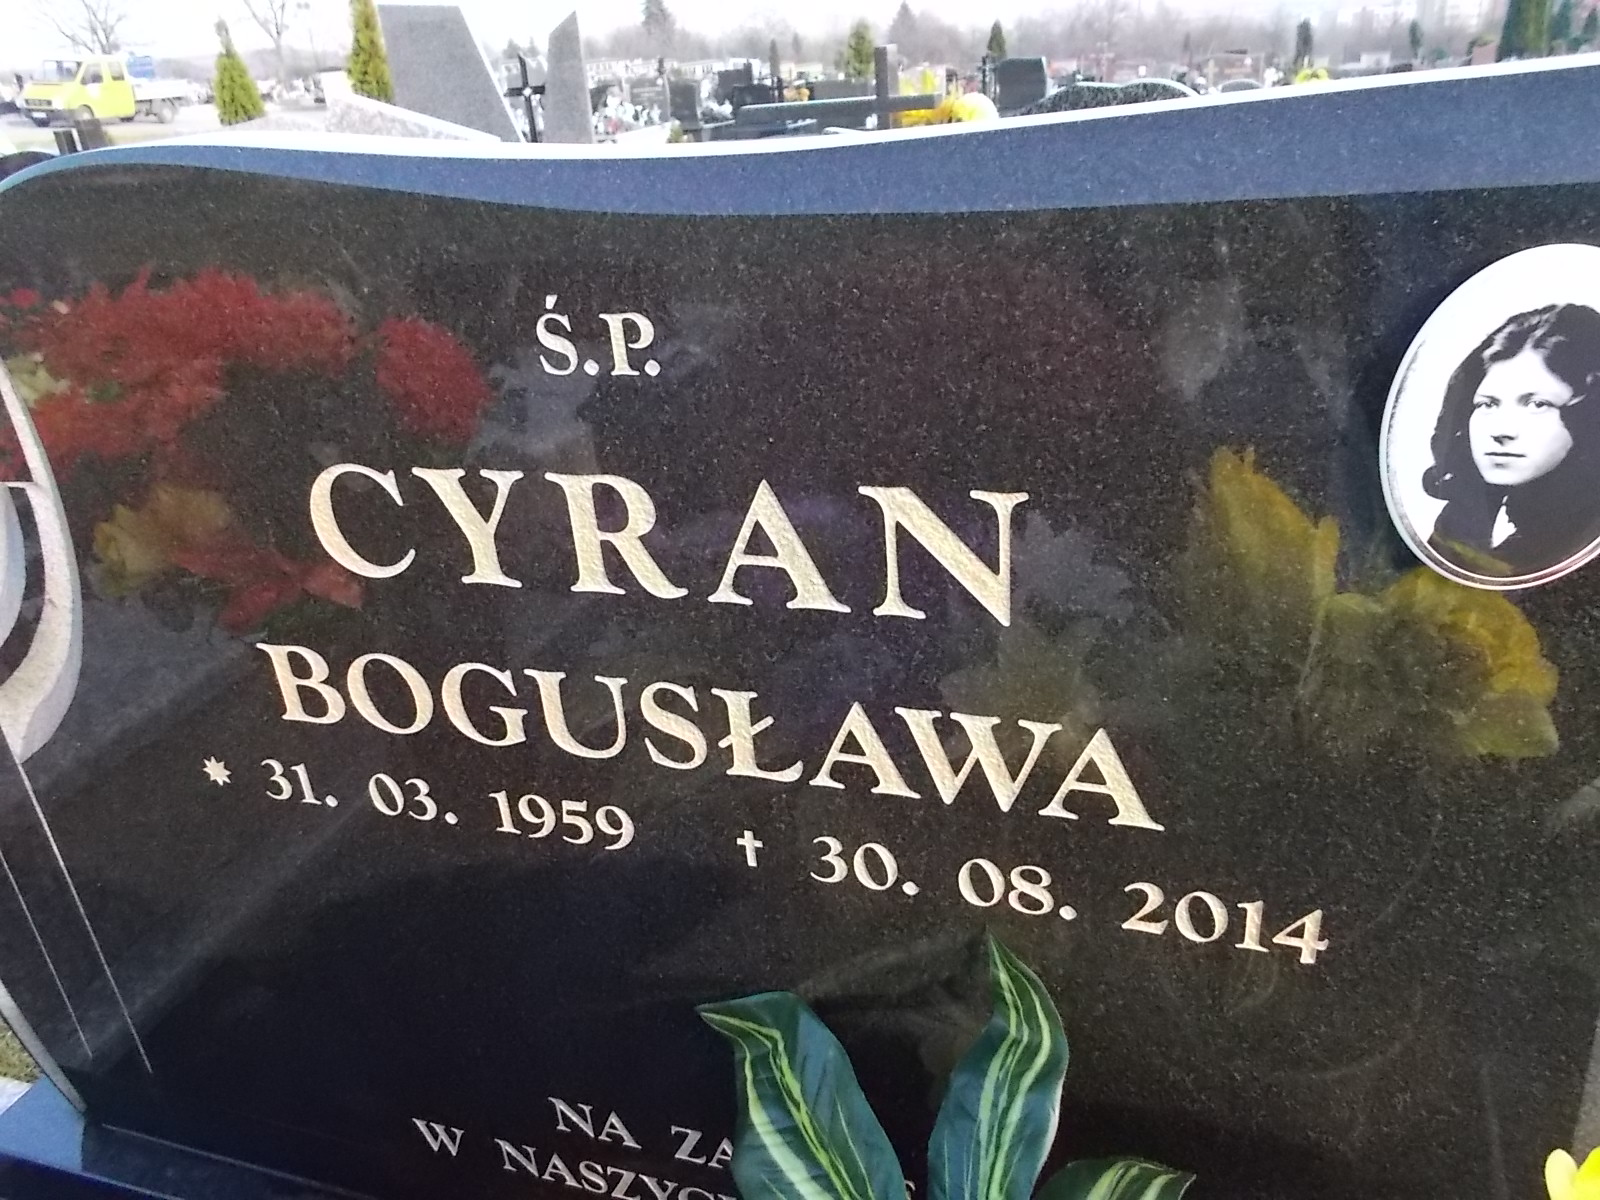 Ś.P.
CYRAN
BOGUSŁAWA
* 31. 03. 1959 † 30. 08. 2014
NA
W